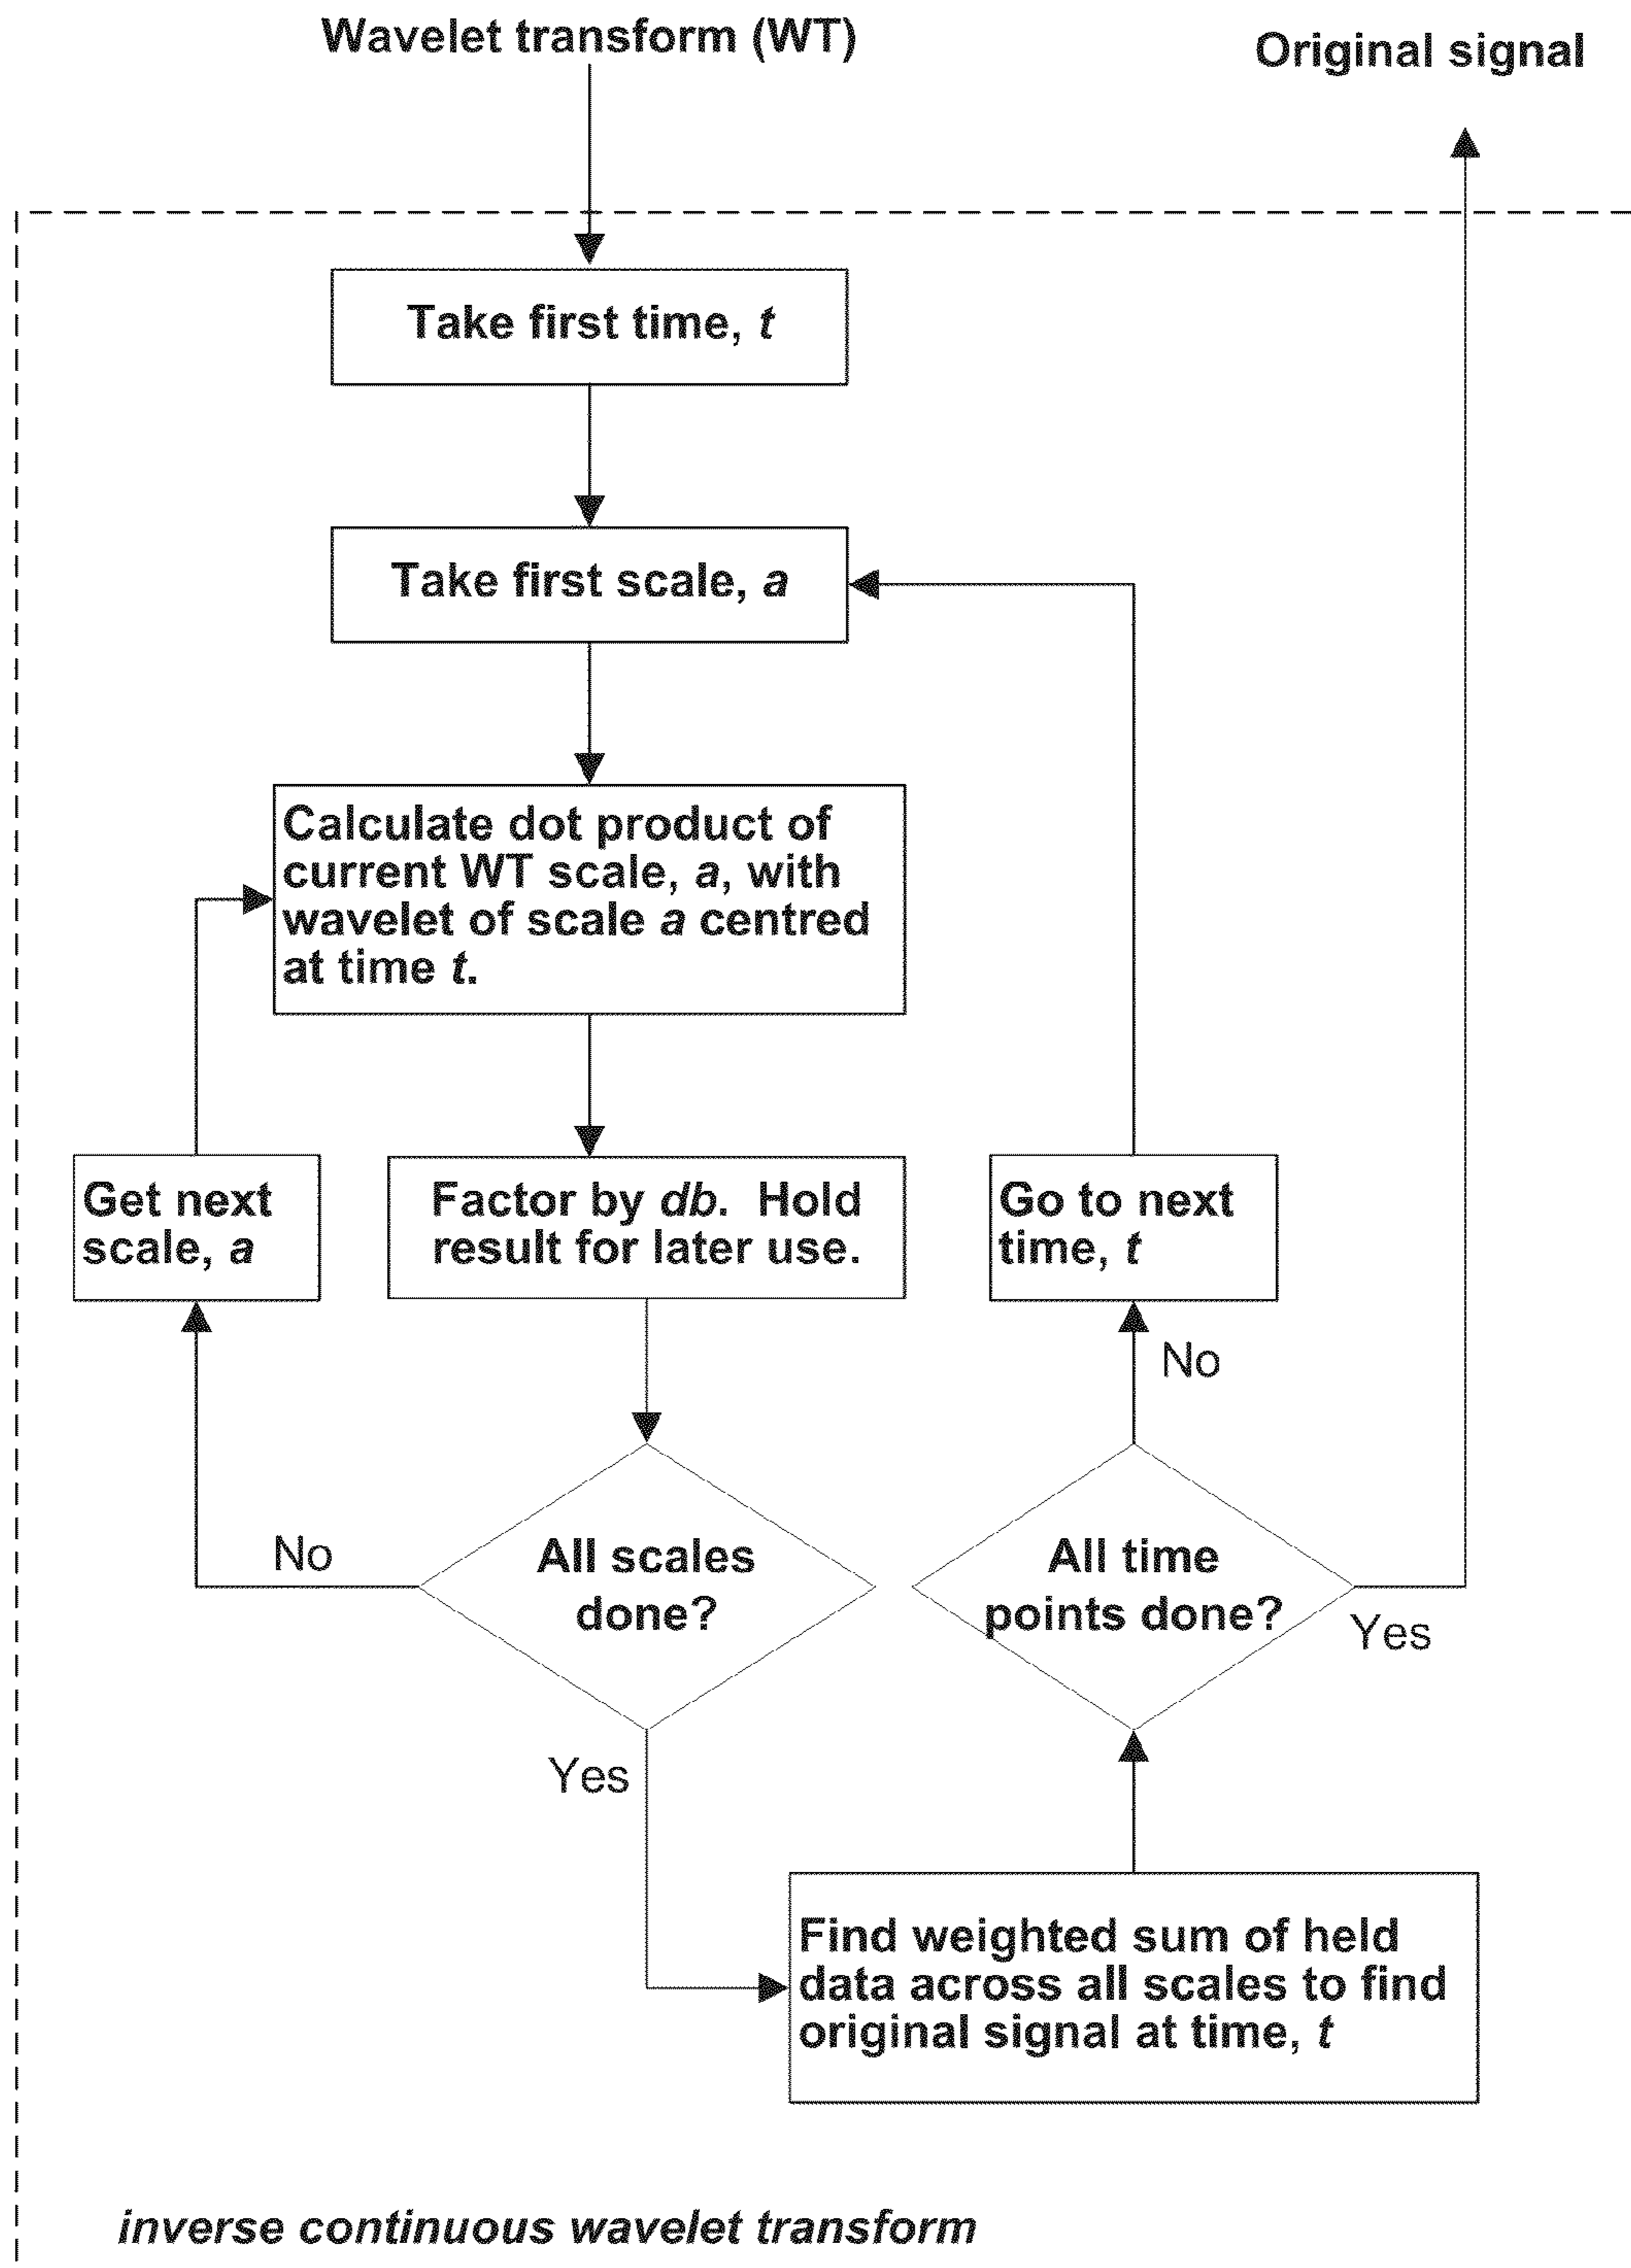 Wavelet transform (WT)
Original signal
Take first time, t
Take first scale, a
Calculate dot product of
current WT scale, a, with
wavelet of scale a centred
at time t.
Get next
scale, a
Factor by db.  Hold
result for later use.
Go to next
time, t
No
No
All scales
done?
All time
points done?
Yes
Yes
Find weighted sum of held
data across all scales to find
original signal at time, t
inverse continuous wavelet transform